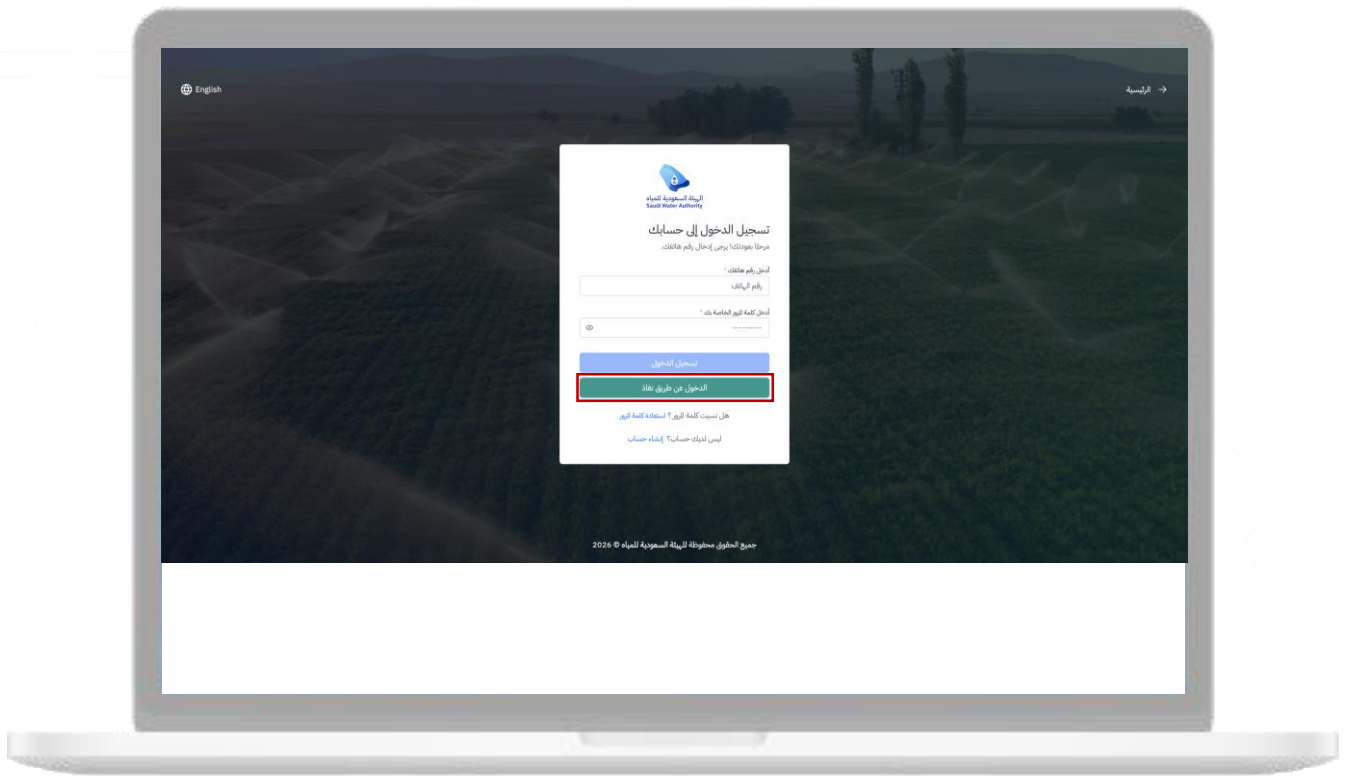 الرئيسية
English
الهيئة السعودية للمياه
Saudi Water Authority
تسجيل الدخول إلى حسابك
مرحبًا بعودتك! يرجى إدخال رقم هاتفك.
أدخل رقم هاتفك *
رقم الهاتف
أدخل كلمة المرور الخاصة بك *
تسجيل الدخول
الدخول عن طريق نفاذ
هل نسيت كلمة المرور ؟ استعادة كلمة المرور
ليس لديك حساب؟ إنشاء حساب
جميع الحقوق محفوظة للهيئة السعودية للمياه © 2026